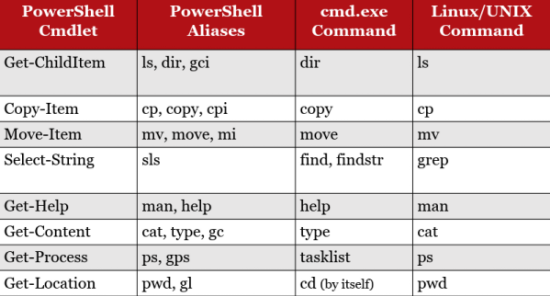 PowerShell Cmdlet PowerShell Aliases cmd.exe Command Linux/UNIX Command
Get-ChildItem ls, dir, gci dir ls
Copy-Item cp, copy, cpi copy cp
Move-Item mv, move, mi move mv
Select-String sls find, findstr grep
Get-Help man, help help man
Get-Content cat, type, gc type cat
Get-Process ps, gps tasklist ps
Get-Location pwd, gl cd (by itself) pwd